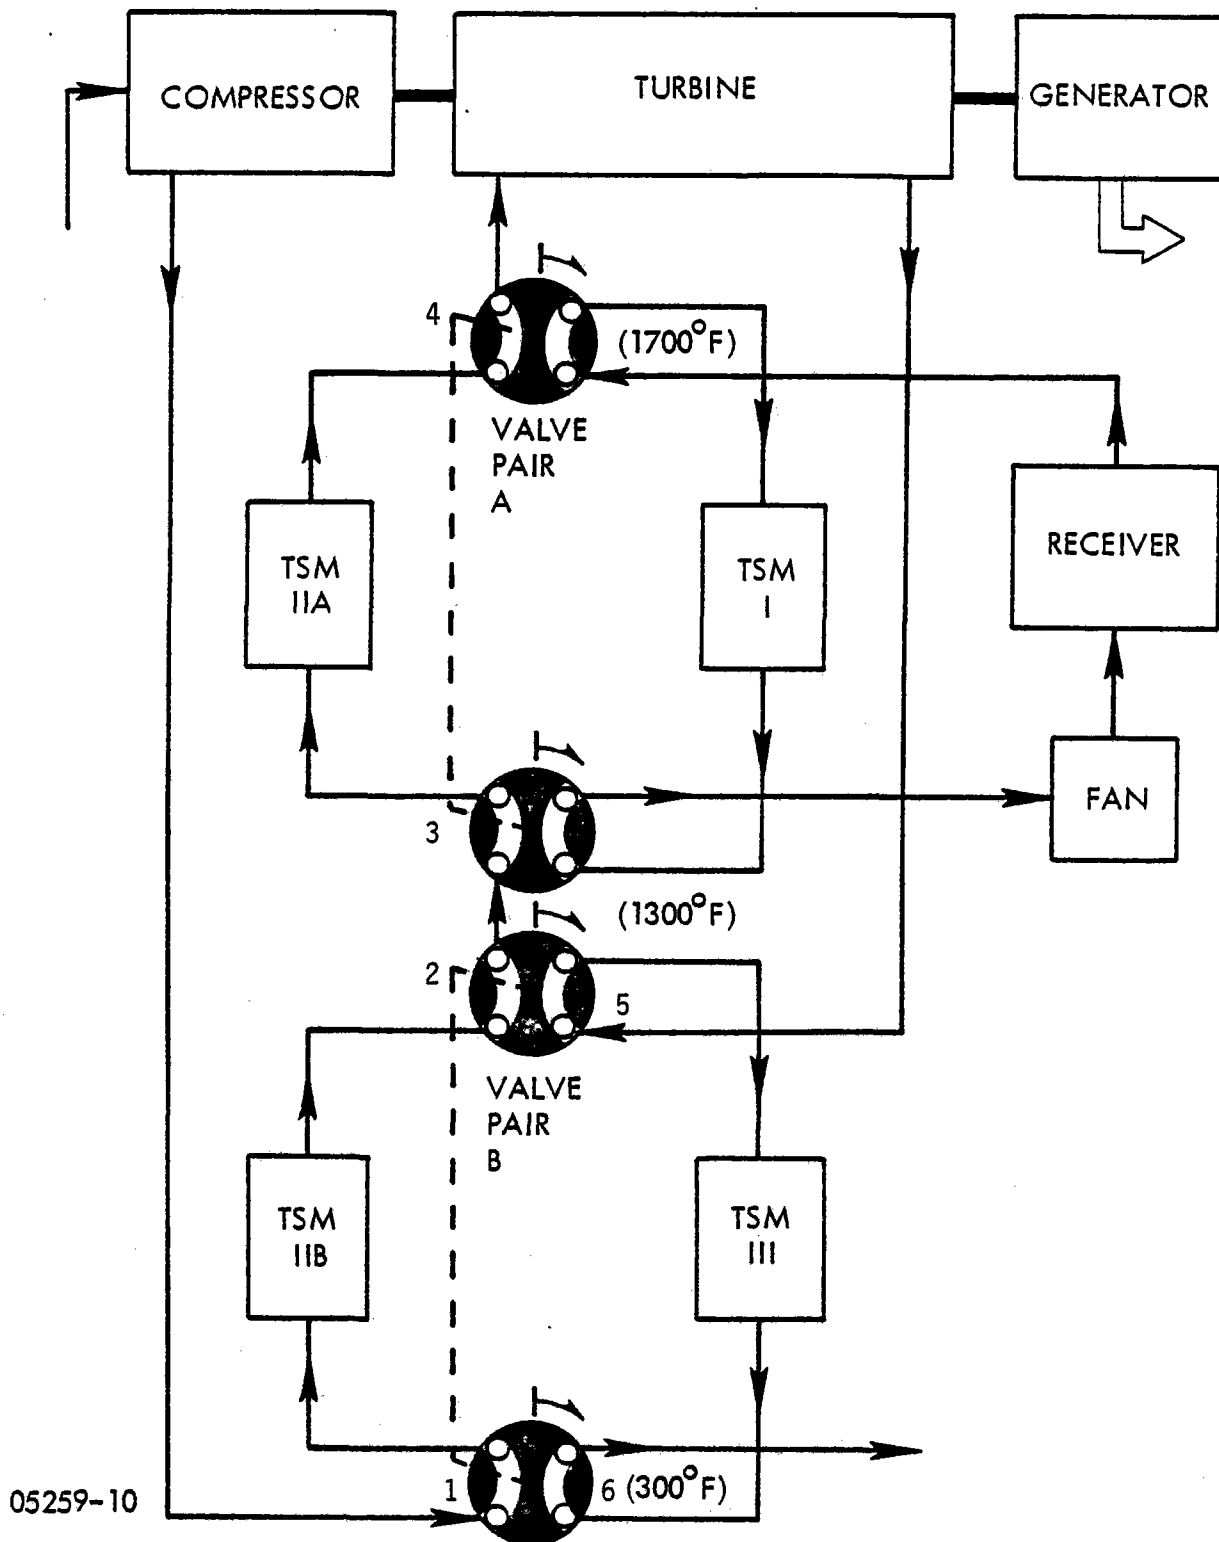 COMPRESSOR
TURBINE
GENERATOR
4
(1700°F)
VALVE
PAIR
A
TSM
IIA
TSM
I
RECEIVER
3
FAN
(1300°F)
2
5
VALVE
PAIR
B
TSM
IIB
TSM
III
1
6 (300°F)
05259-10